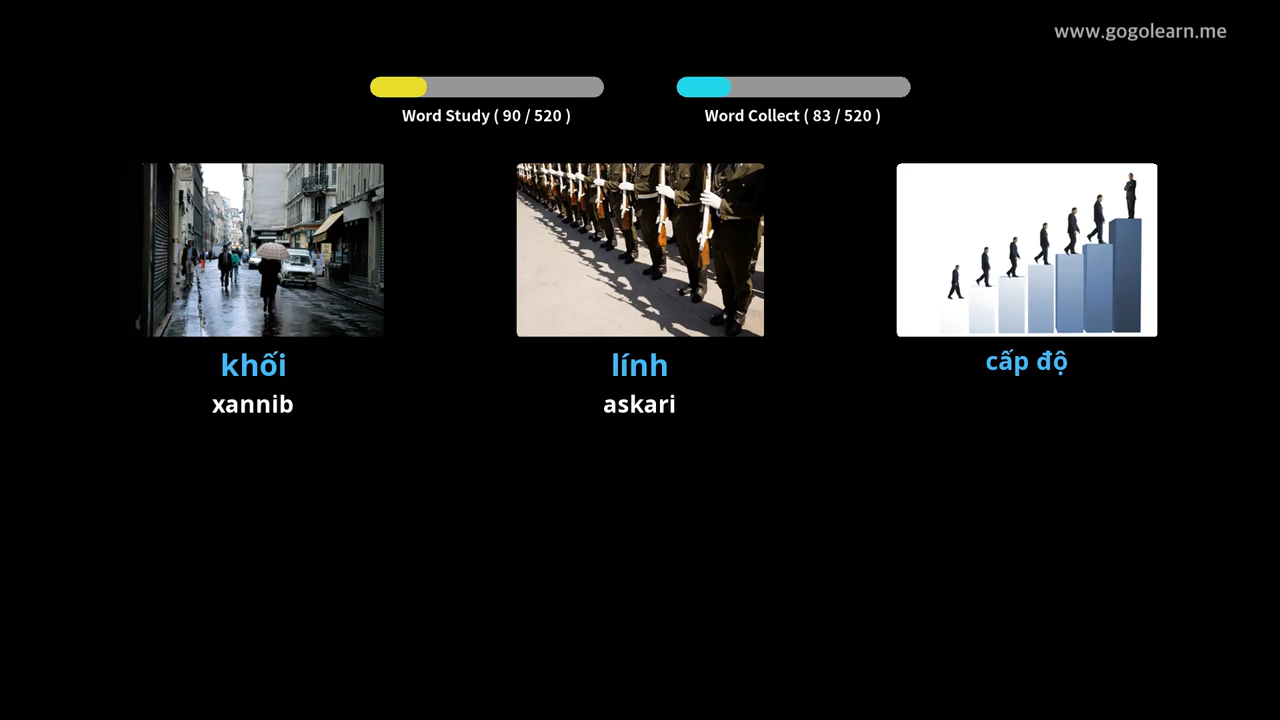 www.gogolearn.me
Word Study ( 90 / 520 )
Word Collect ( 83 / 520 )
khối
xannib
lính
askari
cấp độ